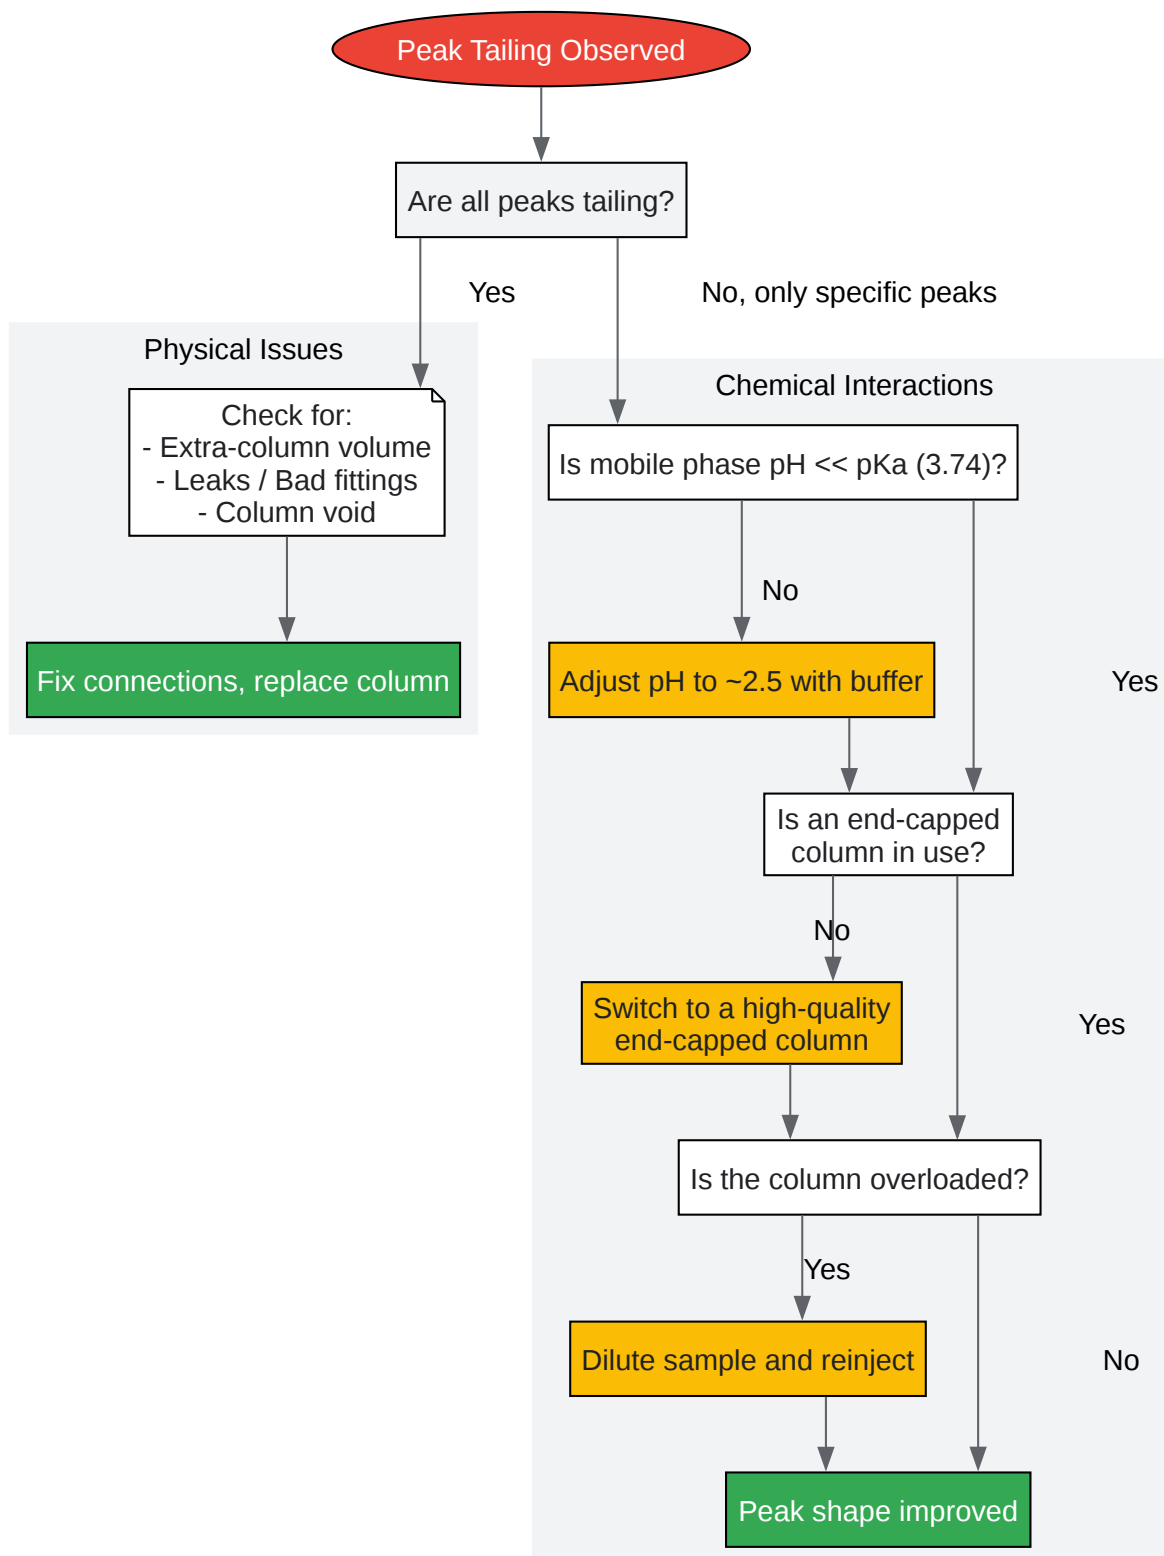 Peak Tailing Observed
Are all peaks tailing?
Yes
No, only specific peaks
Physical Issues
Check for:
- Extra-column volume
- Leaks / Bad fittings
- Column void
Fix connections, replace column
Chemical Interactions
Is mobile phase pH << pKa (3.74)?
No
Adjust pH to ~2.5 with buffer
Yes
Is an end-capped
column in use?
No
Switch to a high-quality
end-capped column
Yes
Is the column overloaded?
Yes
Dilute sample and reinject
No
Peak shape improved